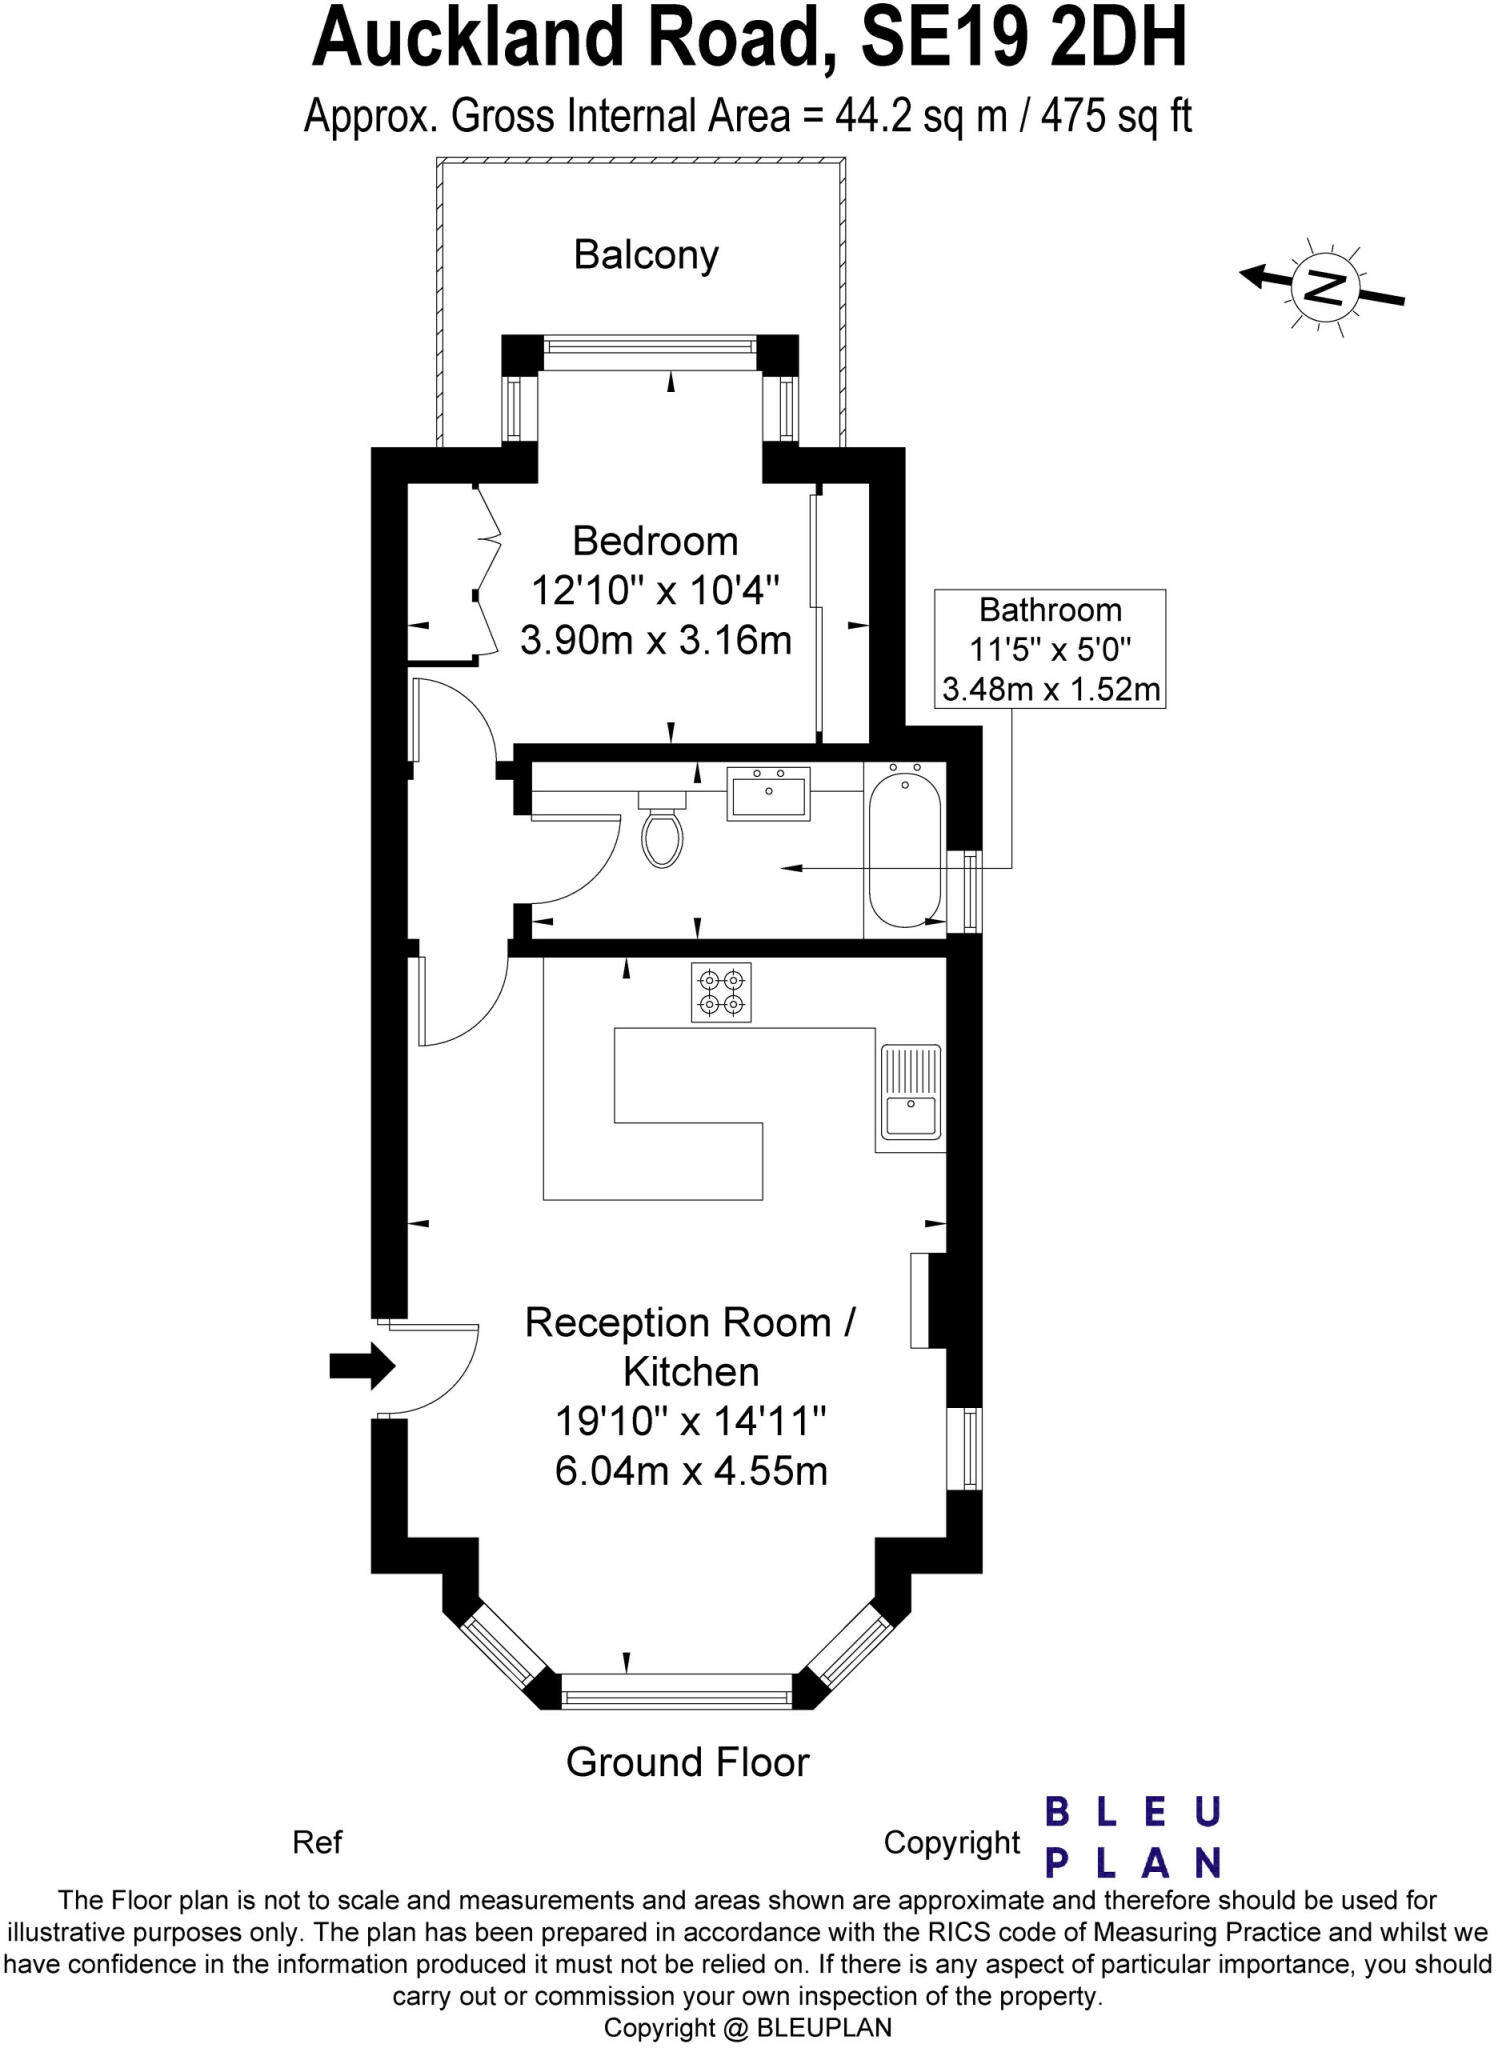 Auckland Road, SE19 2DH
Approx. Gross Internal Area = 44.2 sq m / 475 sq ft
Balcony
N
Bedroom
12'10" x 10'4"
3.90m x 3.16m
Bathroom
11'5" x 5'0"
3.48m x 1.52m
Reception Room /
Kitchen
19'10" x 14'11"
6.04m x 4.55m
Ground Floor
Ref
Copyright
BLEU
PLAN
The Floor plan is not to scale and measurements and areas shown are approximate and therefore should be used for
illustrative purposes only. The plan has been prepared in accordance with the RICS code of Measuring Practice and whilst we
have confidence in the information produced it must not be relied on. If there is any aspect of particular importance, you should
carry out or commission your own inspection of the property.
Copyright @ BLEUPLAN